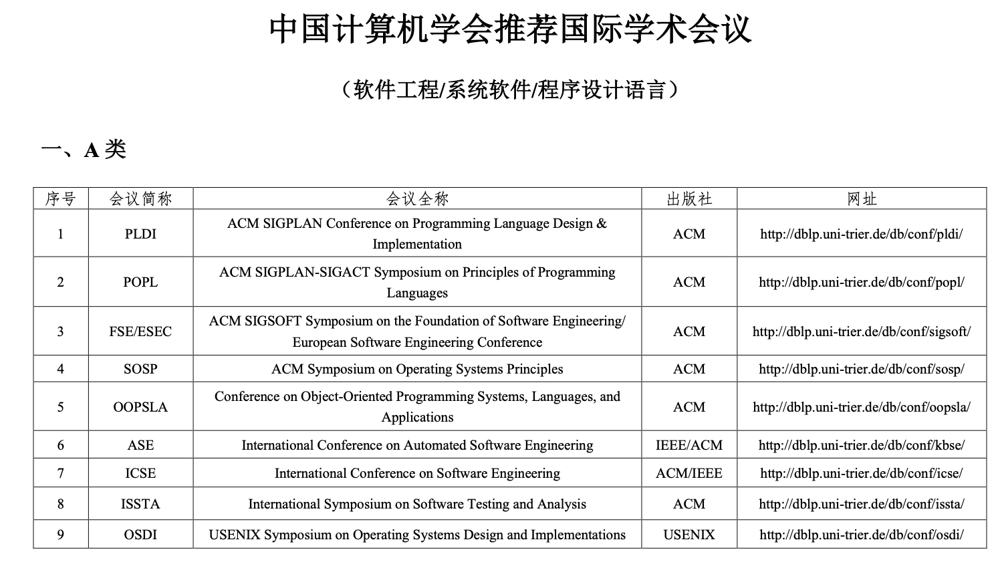 中国计算机学会推荐国际学术会议
（软件工程/系统软件/程序设计语言）
一、A 类
序号 会议简称 会议全称 出版社 网址
1 PLDI ACM SIGPLAN Conference on Programming Language Design &
Implementation ACM http://dblp.uni-trier.de/db/conf/pldi/
2 POPL ACM SIGPLAN-SIGACT Symposium on Principles of Programming
Languages ACM http://dblp.uni-trier.de/db/conf/popl/
3 FSE/ESEC ACM SIGSOFT Symposium on the Foundation of Software Engineering/
European Software Engineering Conference ACM http://dblp.uni-trier.de/db/conf/sigsoft/
4 SOSP ACM Symposium on Operating Systems Principles ACM http://dblp.uni-trier.de/db/conf/sosp/
5 OOPSLA Conference on Object-Oriented Programming Systems, Languages, and
Applications ACM http://dblp.uni-trier.de/db/conf/oopsla/
6 ASE International Conference on Automated Software Engineering IEEE/ACM http://dblp.uni-trier.de/db/conf/kbse/
7 ICSE International Conference on Software Engineering ACM/IEEE http://dblp.uni-trier.de/db/conf/icse/
8 ISSTA International Symposium on Software Testing and Analysis ACM http://dblp.uni-trier.de/db/conf/issta/
9 OSDI USENIX Symposium on Operating Systems Design and Implementations USENIX http://dblp.uni-trier.de/db/conf/osdi/